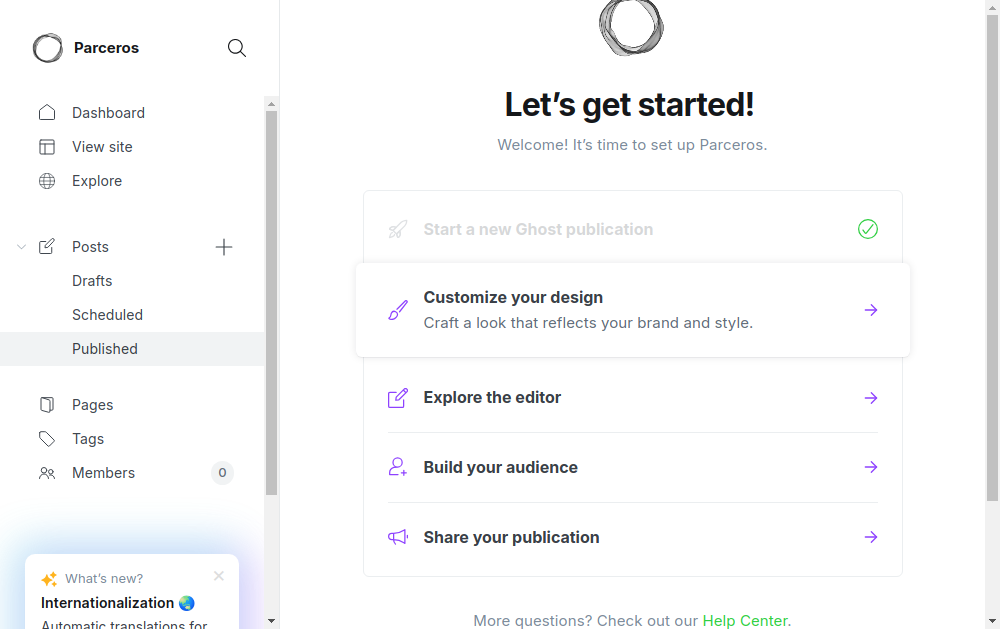 Parceros
Dashboard
View site
Explore
Posts
Drafts
Scheduled
Published
Pages
Tags
Members 0
What's new?
Internationalization 🌏
Automatic translations for
Let's get started!
Welcome! It's time to set up Parceros.
Start a new Ghost publication
Customize your design
Craft a look that reflects your brand and style.
Explore the editor
Build your audience
Share your publication
More questions? Check out our Help Center.